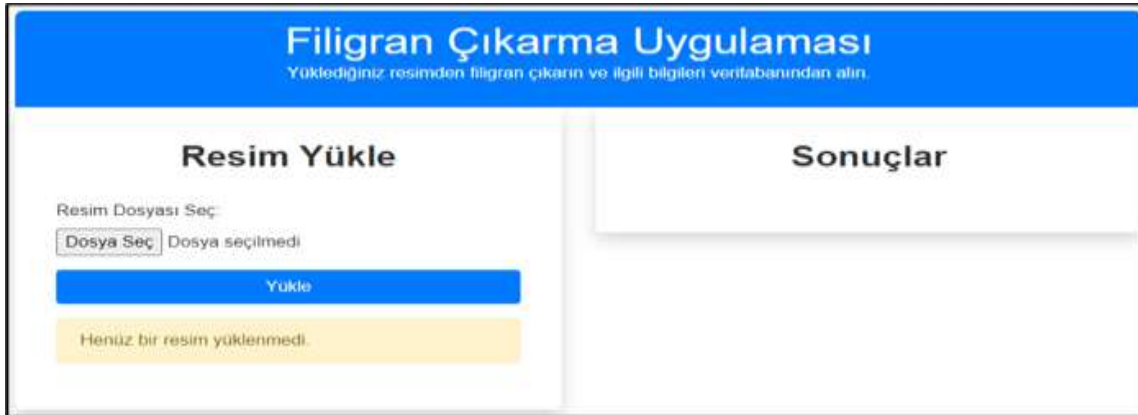 Filigran Çıkarma Uygulaması
Yüklediğiniz resimden filigran çıkarın ve ilgili bilgileri veritabanından alın.
Resim Yükle
Resim Dosyası Seç:
Dosya Seç Dosya seçilmedi
Yükle
Henüz bir resim yüklenmedi.
Sonuçlar